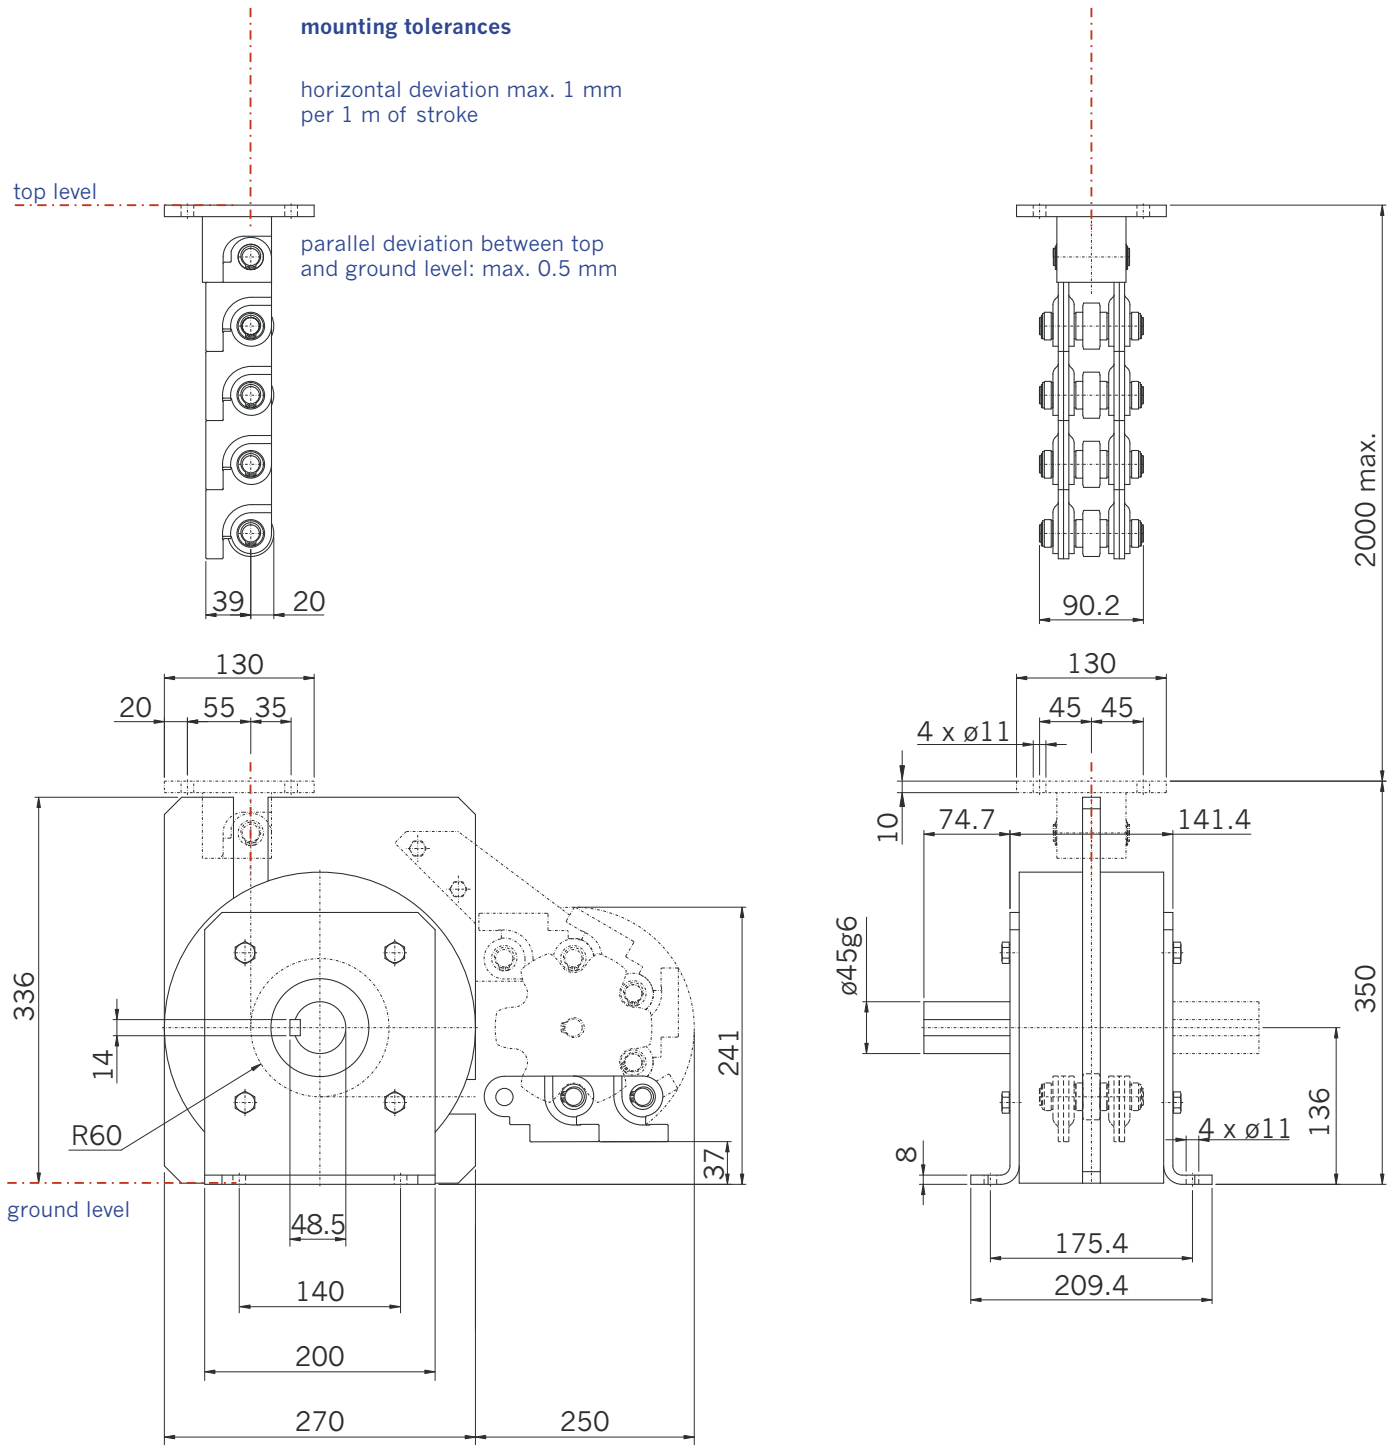 mounting tolerances
horizontal deviation max. 1 mm
per 1 m of stroke
top level
parallel deviation between top
and ground level: max. 0.5 mm
2000 max.
39
20
90.2
130
130
20
55
35
45
45
4 x ø11
10
74.7
141.4
ø45g6
336
14
241
350
R60
37
8
4 x ø11
136
ground level
48.5
175.4
140
209.4
200
270
250